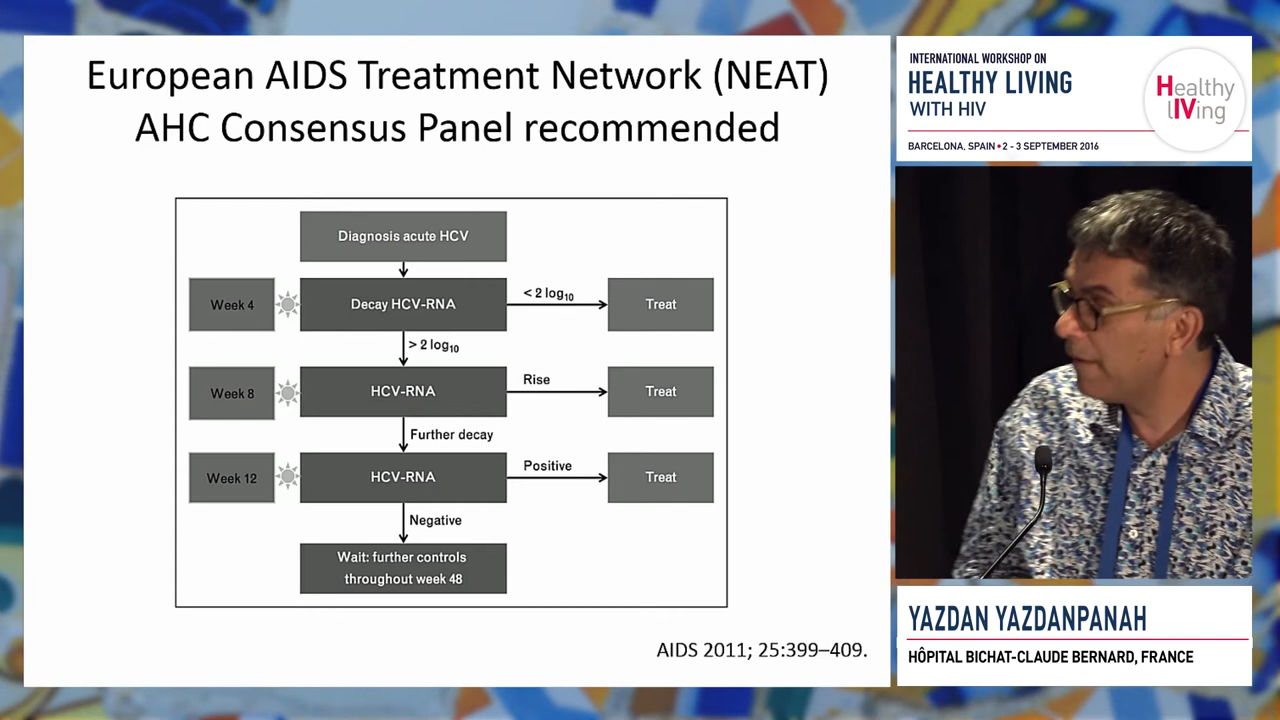 European AIDS Treatment Network (NEAT)
AHC Consensus Panel recommended
Diagnosis acute HCV
Week 4
Decay HCV-RNA
< 2 log10
Treat
> 2 log10
Week 8
HCV-RNA
Rise
Treat
Further decay
Week 12
HCV-RNA
Positive
Treat
Negative
Wait: further controls
throughout week 48
AIDS 2011; 25:399–409.
INTERNATIONAL WORKSHOP ON
HEALTHY LIVING
WITH HIV
BARCELONA, SPAIN • 2 - 3 SEPTEMBER 2016
Healthy
lIVing
YAZDAN YAZDANPANAH
HÔPITAL BICHAT-CLAUDE BERNARD, FRANCE